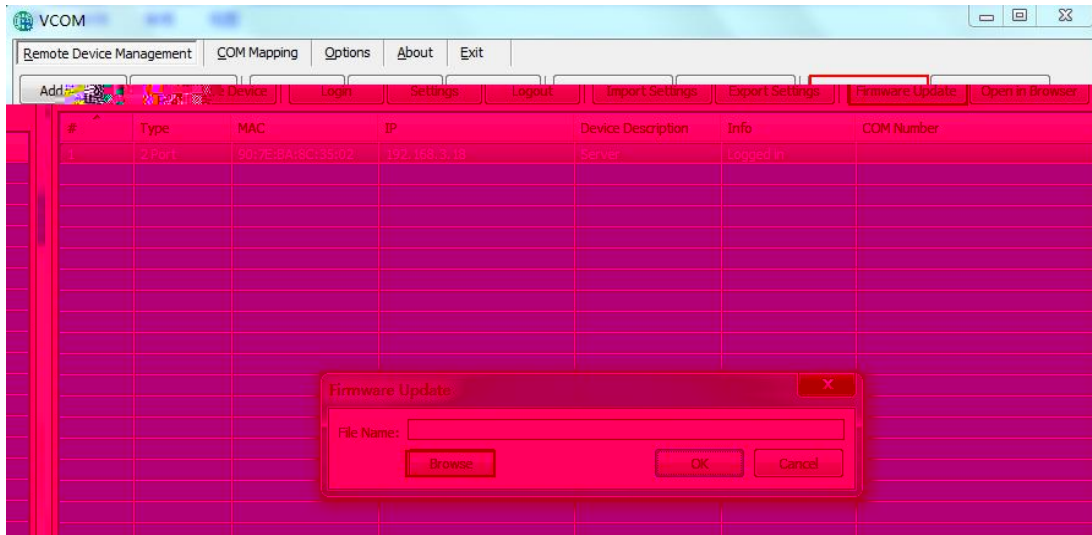 VCOM
Remote Device Management COM Mapping Options About Exit
Device Login Settings Logout Import Settings Export Settings Firmware Update Open in Browser
# Type MAC IP Device Description Info COM Number
1 2 Port 90:7E:BA:8C:35:02 192.168.3.18 Server Logged in
Firmware Update
File Name:
Browse OK Cancel